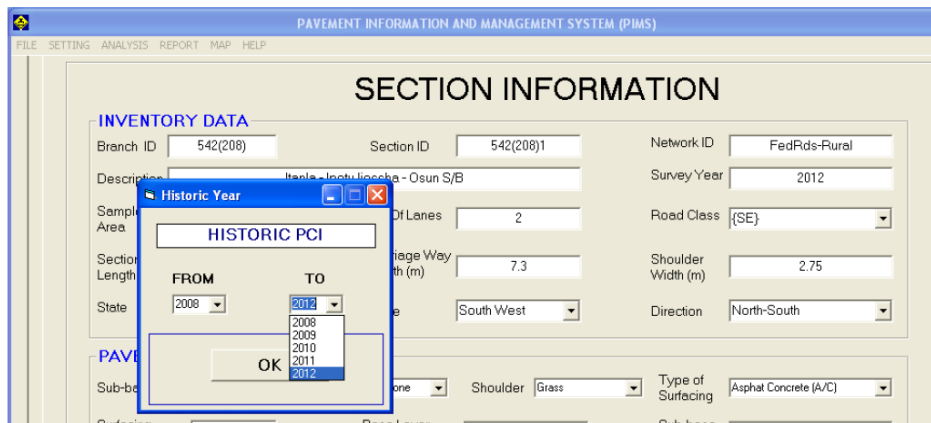 PAVEMENT INFORMATION AND MANAGEMENT SYSTEM (PIMS)
FILE SETTING ANALYSIS REPORT MAP HELP
SECTION INFORMATION
INVENTORY DATA
Branch ID 542(208) Section ID 542(208)1 Network ID FedRds-Rural
Description Osun S/B Survey Year 2012
Sample Area Of Lanes 2 Road Class {SE}
Section Length Way (m) 7.3 Shoulder Width (m) 2.75
State South West Direction North-South
Historic Year
HISTORIC PCI
FROM TO
2008 2012
2008
2009
2010
2011
2012
OK
PAVE
Sub-ba one Shoulder Grass Type of Surfacing Asphat Concrete (A/C)